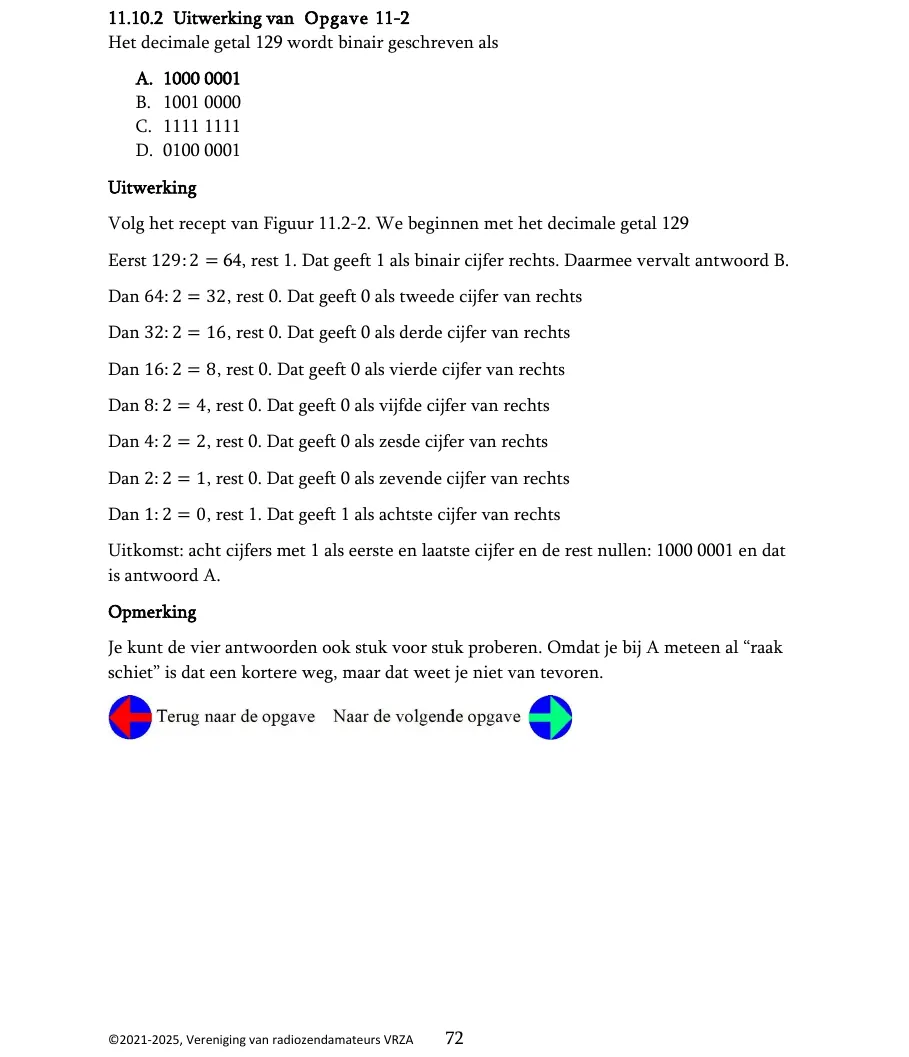 11.10.2 Uitwerking van Opgave 11-2
Het decimale getal 129 wordt binair geschreven als
A. 1000 0001
B. 1001 0000
C. 1111 1111
D. 0100 0001
Uitwerking
Volg het recept van Figuur 11.2-2. We beginnen met het decimale getal 129
Eerst 129: 2 = 64, rest 1. Dat geeft 1 als binair cijfer rechts. Daarmee vervalt antwoord B.
Dan 64: 2 = 32, rest 0. Dat geeft 0 als tweede cijfer van rechts
Dan 32: 2 = 16, rest 0. Dat geeft 0 als derde cijfer van rechts
Dan 16: 2 = 8, rest 0. Dat geeft 0 als vierde cijfer van rechts
Dan 8: 2 = 4, rest 0. Dat geeft 0 als vijfde cijfer van rechts
Dan 4: 2 = 2, rest 0. Dat geeft 0 als zesde cijfer van rechts
Dan 2: 2 = 1, rest 0. Dat geeft 0 als zevende cijfer van rechts
Dan 1: 2 = 0, rest 1. Dat geeft 1 als achtste cijfer van rechts
Uitkomst: acht cijfers met 1 als eerste en laatste cijfer en de rest nullen: 1000 0001 en dat
is antwoord A.
Opmerking
Je kunt de vier antwoorden ook stuk voor stuk proberen. Omdat je bij A meteen al “raak
schiet” is dat een kortere weg, maar dat weet je niet van tevoren.
Terug naar de opgave Naar de volgende opgave
©2021-2025, Vereniging van radiozendamateurs VRZA 72